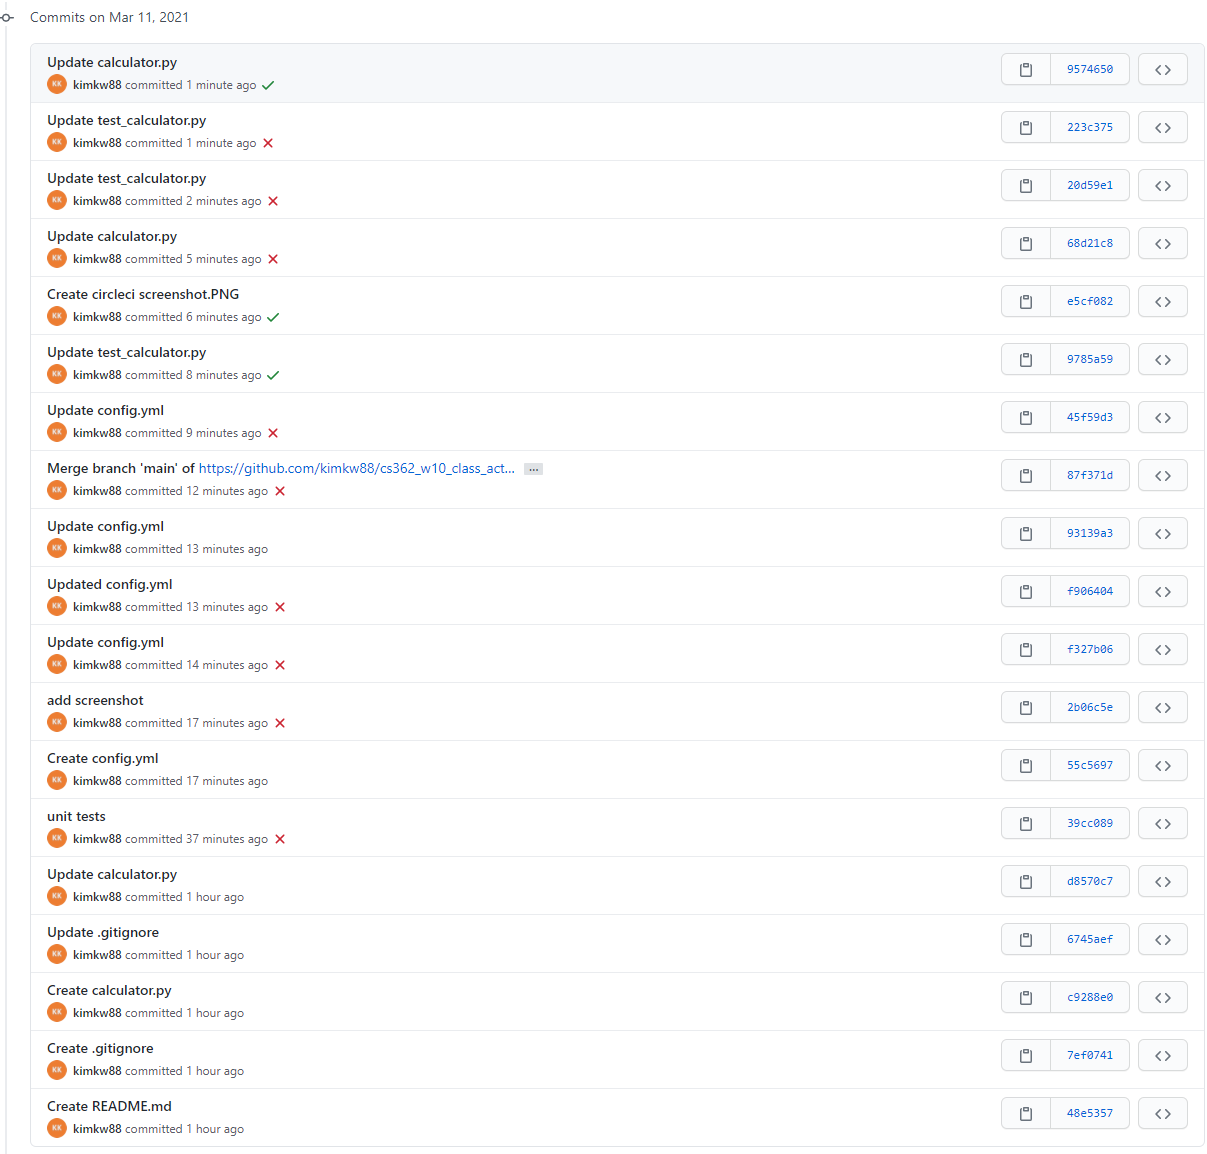 Commits on Mar 11, 2021
Update calculator.py
9574650
KK kimkw88 committed 1 minute ago
Update test_calculator.py
223c375
KK kimkw88 committed 1 minute ago
Update test_calculator.py
20d59e1
KK kimkw88 committed 2 minutes ago
Update calculator.py
68d21c8
KK kimkw88 committed 5 minutes ago
Create circleci screenshot.PNG
e5cf082
KK kimkw88 committed 6 minutes ago
Update test_calculator.py
9785a59
KK kimkw88 committed 8 minutes ago
Update config.yml
45f59d3
KK kimkw88 committed 9 minutes ago
Merge branch 'main' of https://github.com/kimkw88/cs362_w10_class_act... ...
87f371d
KK kimkw88 committed 12 minutes ago
Update config.yml
93139a3
KK kimkw88 committed 13 minutes ago
Updated config.yml
f906404
KK kimkw88 committed 13 minutes ago
Update config.yml
f327b06
KK kimkw88 committed 14 minutes ago
add screenshot
2b06c5e
KK kimkw88 committed 17 minutes ago
Create config.yml
55c5697
KK kimkw88 committed 17 minutes ago
unit tests
39cc089
KK kimkw88 committed 37 minutes ago
Update calculator.py
d8570c7
KK kimkw88 committed 1 hour ago
Update .gitignore
6745aef
KK kimkw88 committed 1 hour ago
Create calculator.py
c9288e0
KK kimkw88 committed 1 hour ago
Create .gitignore
7ef0741
KK kimkw88 committed 1 hour ago
Create README.md
48e5357
KK kimkw88 committed 1 hour ago